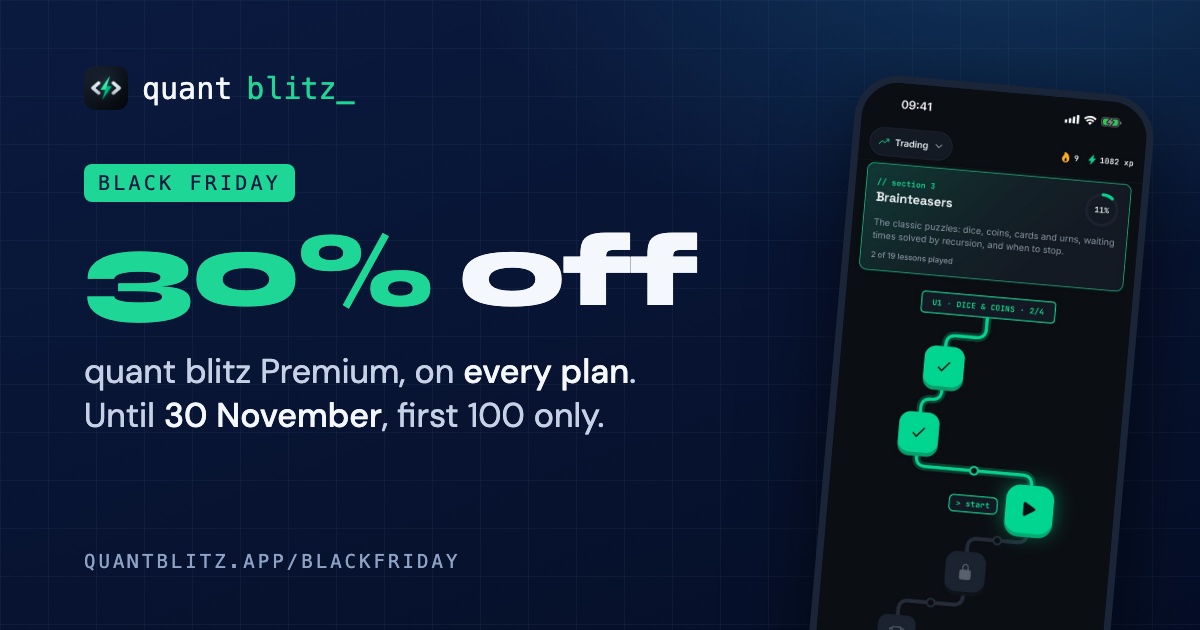 quant blitz_
BLACK FRIDAY
30% off
quant blitz Premium, on every plan.
Until 30 November, first 100 only.
QUANTBLITZ.APP/BLACKFRIDAY
09:41
Trading
9
1082 xp
// section 3
Brainteasers
11%
The classic puzzles: dice, coins, cards and urns, waiting
times solved by recursion, and when to stop.
2 of 19 lessons played
U1 · DICE & COINS · 2/4
> start